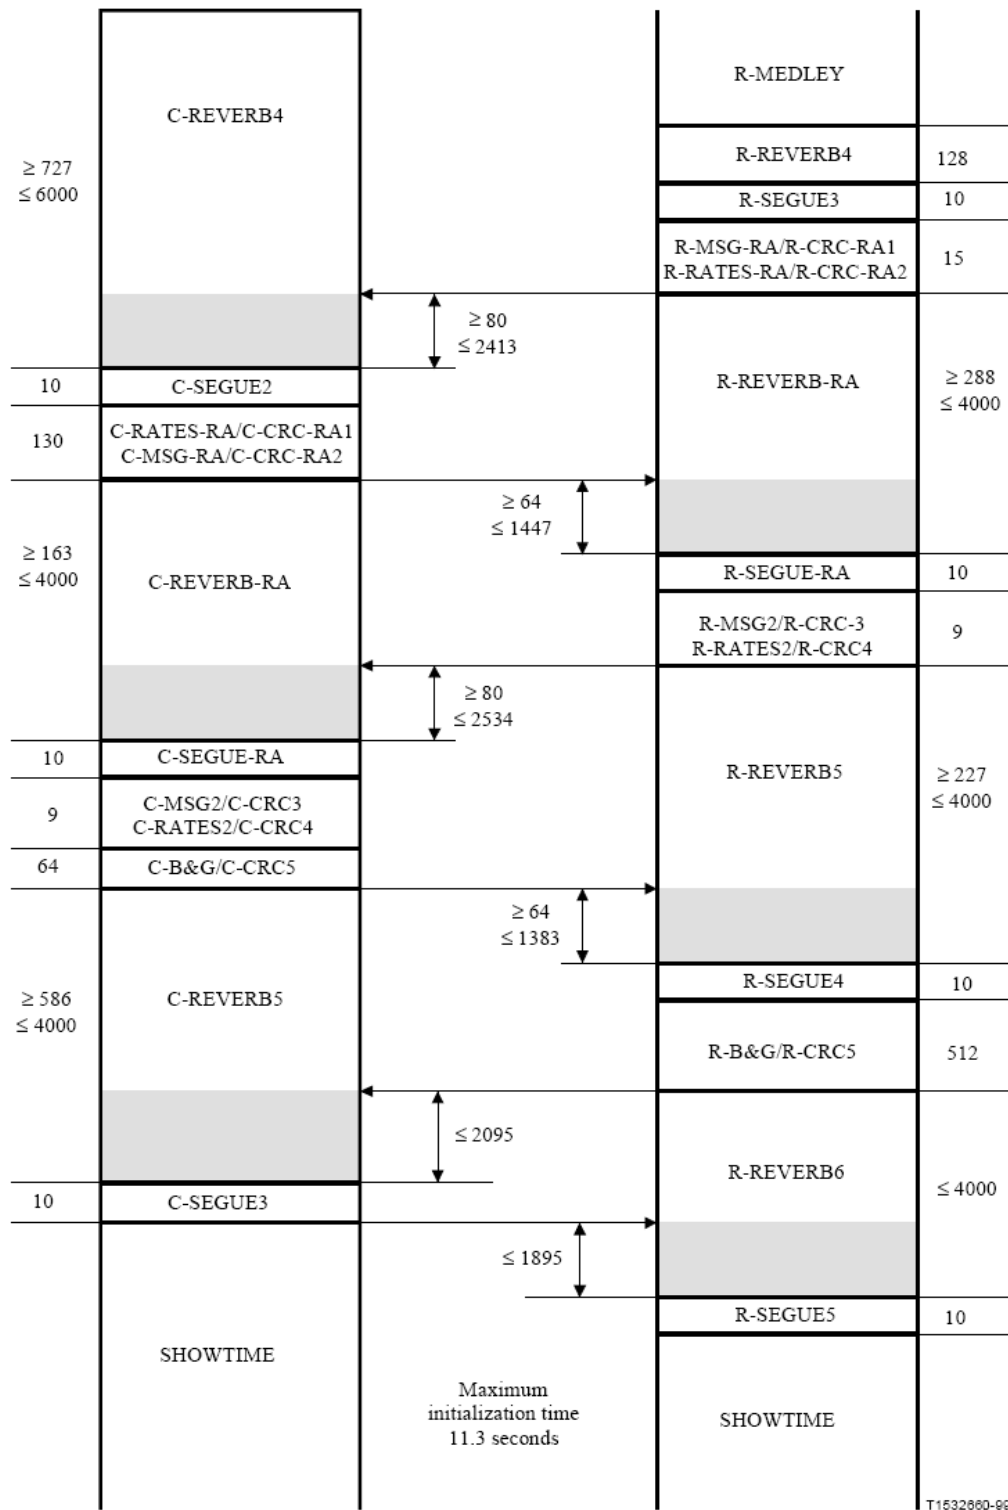 R-MEDLEY
C-REVERB4
R-REVERB4
128
≥ 727
≤ 6000
R-SEGUE3
10
R-MSG-RA/R-CRC-RA1
R-RATES-RA/R-CRC-RA2
15
≥ 80
≤ 2413
R-REVERB-RA
≥ 288
≤ 4000
10
C-SEGUE2
130
C-RATES-RA/C-CRC-RA1
C-MSG-RA/C-CRC-RA2
≥ 64
≤ 1447
≥ 163
≤ 4000
C-REVERB-RA
R-SEGUE-RA
10
R-MSG2/R-CRC-3
R-RATES2/R-CRC4
9
≥ 80
≤ 2534
10
C-SEGUE-RA
R-REVERB5
≥ 227
≤ 4000
9
C-MSG2/C-CRC3
C-RATES2/C-CRC4
64
C-B&G/C-CRC5
≥ 64
≤ 1383
≥ 586
≤ 4000
C-REVERB5
R-SEGUE4
10
R-B&G/R-CRC5
512
≤ 2095
R-REVERB6
≤ 4000
10
C-SEGUE3
≤ 1895
R-SEGUE5
10
SHOWTIME
Maximum
initialization time
11.3 seconds
SHOWTIME